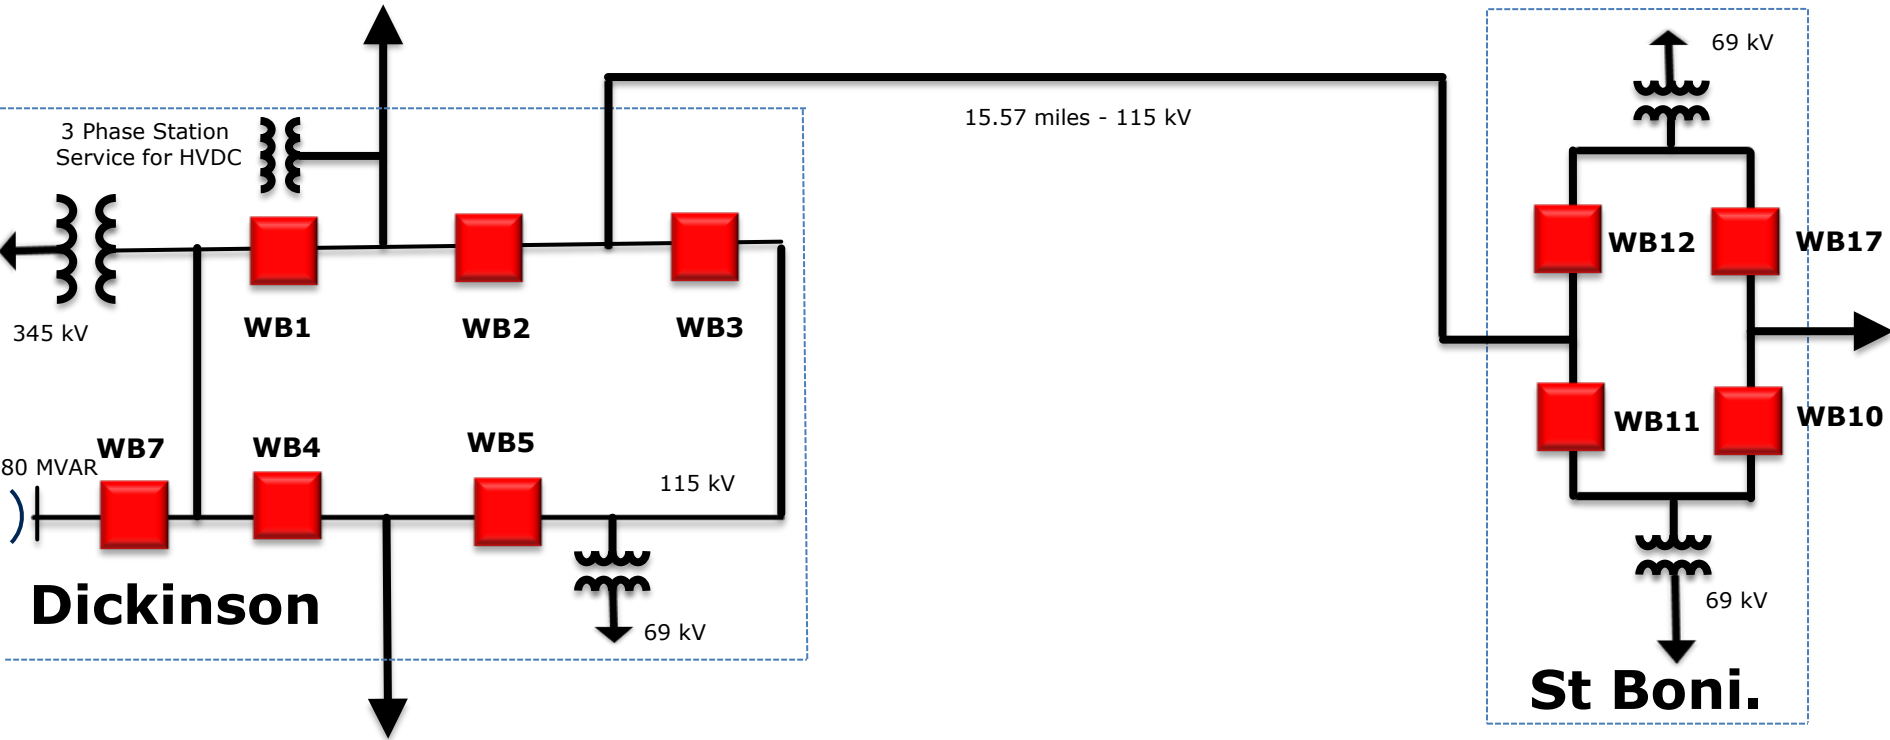 69 kV
15.57 miles - 115 kV
3 Phase Station
Service for HVDC
WB12
WB17
345 kV
WB1
WB2
WB3
WB11
WB10
WB7
WB4
WB5
80 MVAR
115 kV
Dickinson
69 kV
69 kV
St Boni.